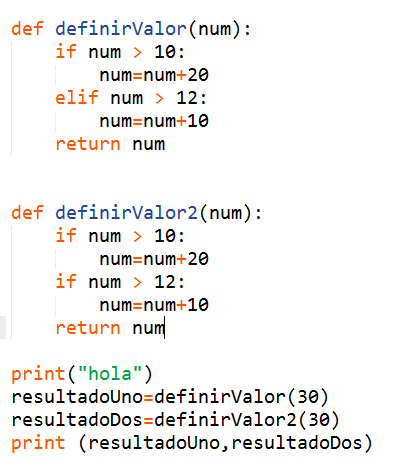 def definirValor(num):
    if num > 10:
        num=num+20
    elif num > 12:
        num=num+10
    return num
def definirValor2(num):
    if num > 10:
        num=num+20
    if num > 12:
        num=num+10
    return num
print("hola")
resultadoUno=definirValor(30)
resultadoDos=definirValor2(30)
print (resultadoUno,resultadoDos)